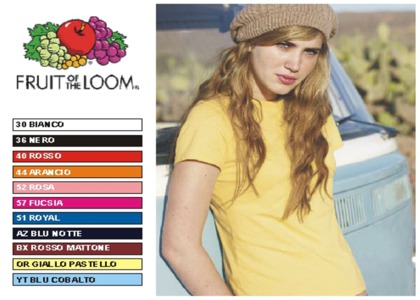 FRUIT OF THE LOOM®
30 BIANCO
36 NERO
40 ROSSO
44 ARANCIO
52 ROSA
57 FUCSIA
51 ROYAL
AZ BLU NOTTE
BX ROSSO MATTONE
OR GIALLO PASTELLO
YT BLU COBALTO